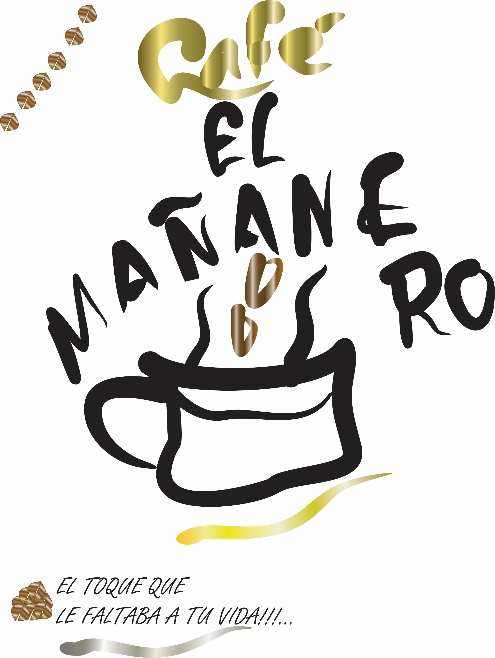 Café
EL
MAÑANERO
EL TOQUE QUE
LE FALTABA A TU VIDA!!!...